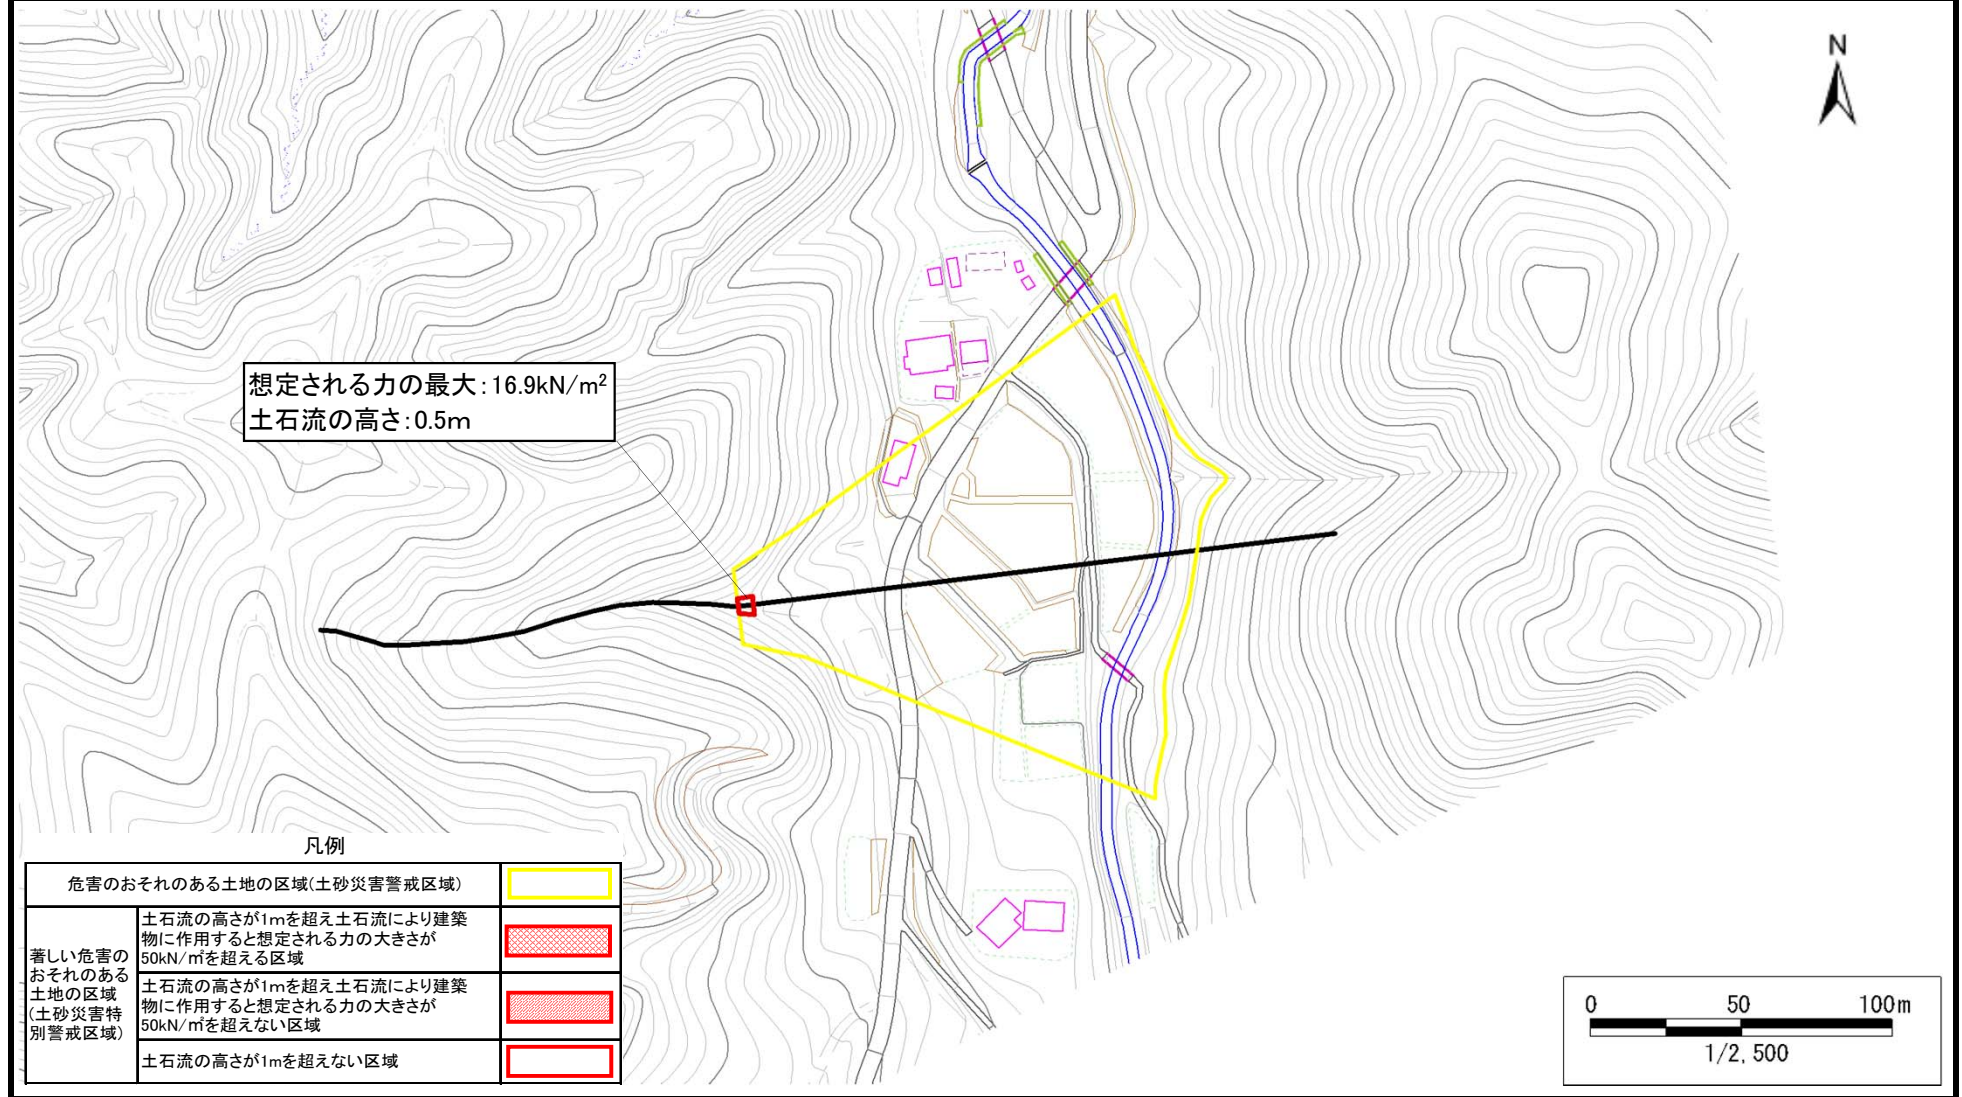 N
想定される力の最大:16.9kN/m²
土石流の高さ:0.5m
凡例
危害のおそれのある土地の区域(土砂災害警戒区域)
著しい危害の
おそれのある
土地の区域
(土砂災害特
別警戒区域)
土石流の高さが1mを超え土石流により建築
物に作用すると想定される力の大きさが
50kN/㎡を超える区域
土石流の高さが1mを超え土石流により建築
物に作用すると想定される力の大きさが
50kN/㎡を超えない区域
土石流の高さが1mを超えない区域
0 50 100m
1/2,500